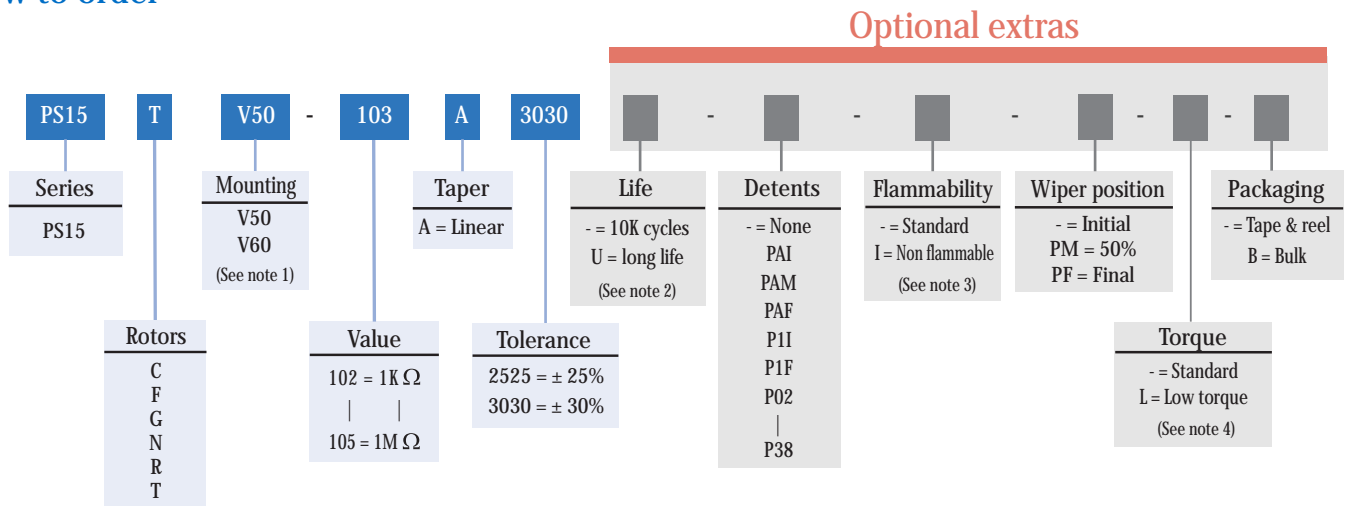 w to order
Optional extras
PS15 T V50 - 103 A 3030 - - - - -
Series
PS15
Mounting
V50
V60
(See note 1)
Taper
A = Linear
Life
- = 10K cycles
U = long life
(See note 2)
Detents
- = None
PAI
PAM
PAF
P1I
P1F
P02
|
P38
Flammability
- = Standard
I = Non flammable
(See note 3)
Wiper position
- = Initial
PM = 50%
PF = Final
Packaging
- = Tape & reel
B = Bulk
Rotors
C
F
G
N
R
T
Value
102 = 1K Ω
| |
105 = 1M Ω
Tolerance
2525 = ± 25%
3030 = ± 30%
Torque
- = Standard
L = Low torque
(See note 4)